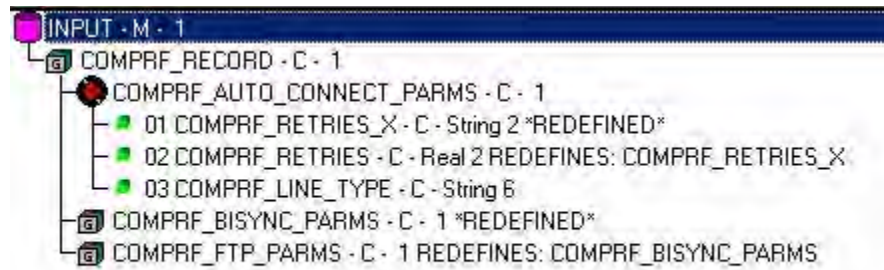 INPUT - M - 1
COMPRF_RECORD - C - 1
COMPRF_AUTO_CONNECT_PARMS - C - 1
01 COMPRF_RETRIES_X - C - String 2 *REDEFINED*
02 COMPRF_RETRIES - C - Real 2 REDEFINES: COMPRF_RETRIES_X
03 COMPRF_LINE_TYPE - C - String 6
G COMPRF_BISYNC_PARMS - C - 1 *REDEFINED*
G COMPRF_FTP_PARMS - C - 1 REDEFINES: COMPRF_BISYNC_PARMS